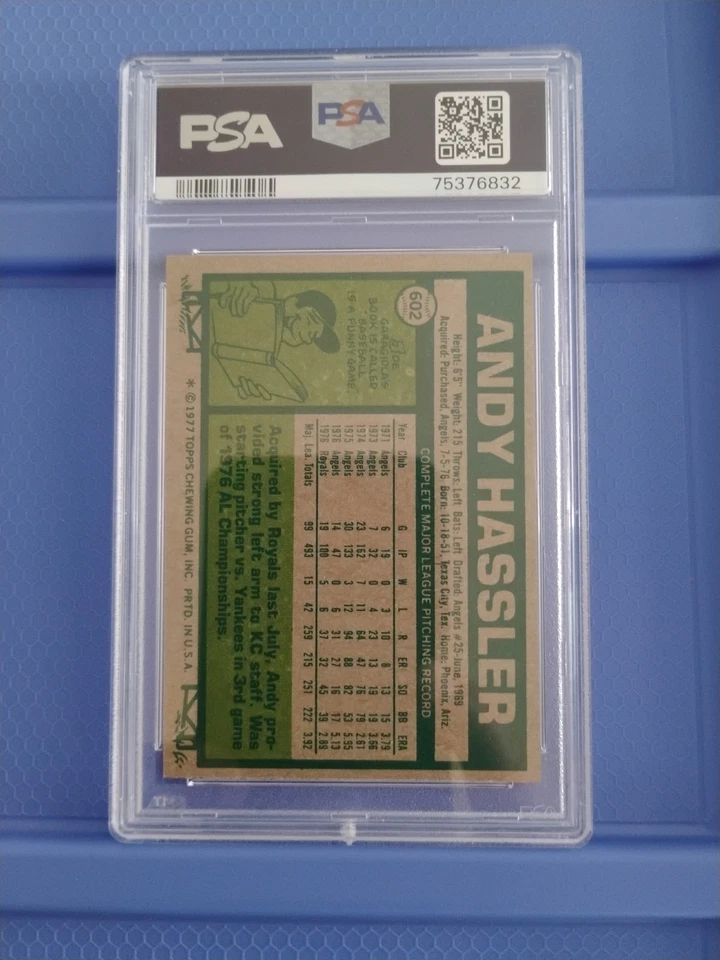 PSA
PSA
75376832
602
ANDY HASSLER
Height: 6'5" Weight: 215 Throws: Left Bats: Left Drafted: Angels #25-June, 1969
Acquired: Purchased, Angels, 7-5-76 Born: 10-18-51, Texas City, Tex. Home: Phoenix, Ariz.
COMPLETE MAJOR LEAGUE PITCHING RECORD
Year Club G IP W L R ER SO BB ERA
1971 Angels 6 19 0 3 10 8 13 15 3.79
1973 Angels 7 32 0 4 23 13 19 19 3.66
1974 Angels 23 162 7 11 64 47 76 79 2.61
1975 Angels 30 133 3 12 94 88 82 53 5.95
1976 Angels 14 47 0 6 31 27 16 17 5.13
1976 Royals 19 100 5 6 37 32 45 39 2.89
Maj. Lea. Totals 99 493 15 42 259 215 251 222 3.92
JOE
GARAGIOLA'S
BOOK IS CALLED
"BASEBALL
IS A FUNNY GAME."
Acquired by Royals last July, Andy pro-
vided strong left arm to KC staff. Was
starting pitcher vs. Yankees in 3rd game
of 1976 AL Championships.
* © 1977 TOPPS CHEWING GUM, INC. PRTD. IN U.S.A.
PSA